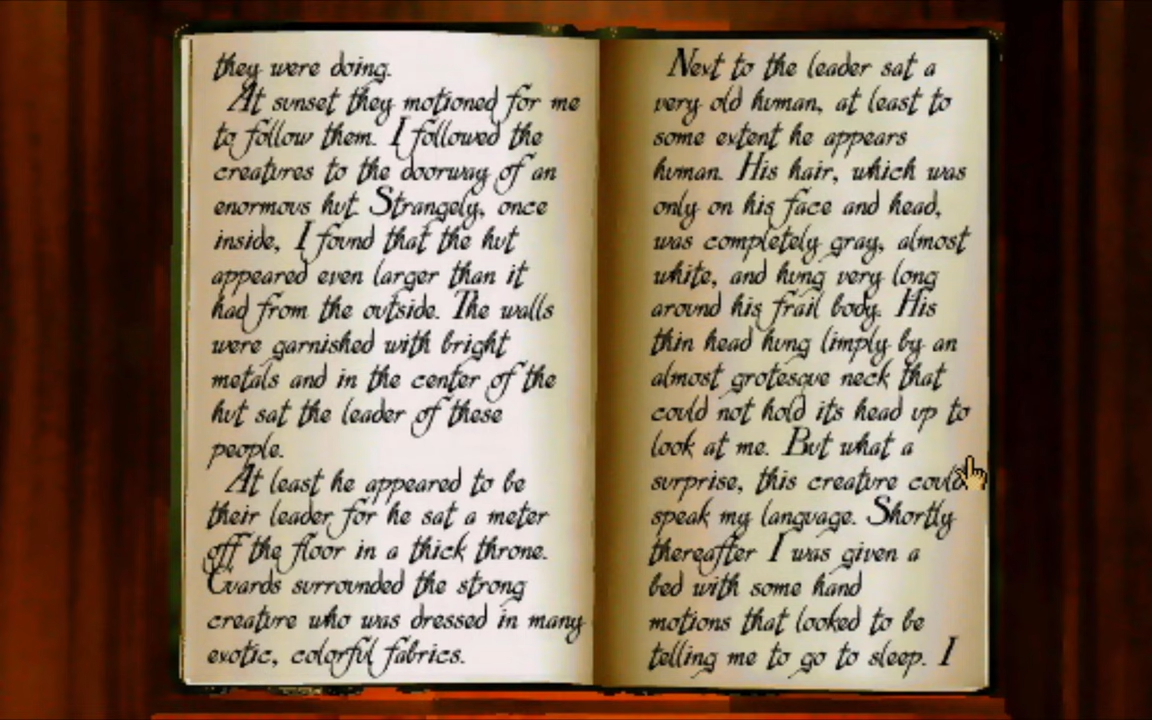 they were doing.
At sunset they motioned for me
to follow them. I followed the
creatures to the doorway of an
enormous hut. Strangely, once
inside, I found that the hut
appeared even larger than it
had from the outside. The walls
were garnished with bright
metals and in the center of the
hut sat the leader of these
people.
At least he appeared to be
their leader for he sat a meter
off the floor in a thick throne.
Guards surrounded the strong
creature who was dressed in many
exotic, colorful fabrics.
Next to the leader sat a
very old human, at least to
some extent he appears
human. His hair, which was
only on his face and head,
was completely gray, almost
white, and hung very long
around his frail body. His
thin head hung limply by an
almost grotesque neck that
could not hold its head up to
look at me. But what a
surprise, this creature could
speak my language. Shortly
thereafter I was given a
bed with some hand
motions that looked to be
telling me to go to sleep. I